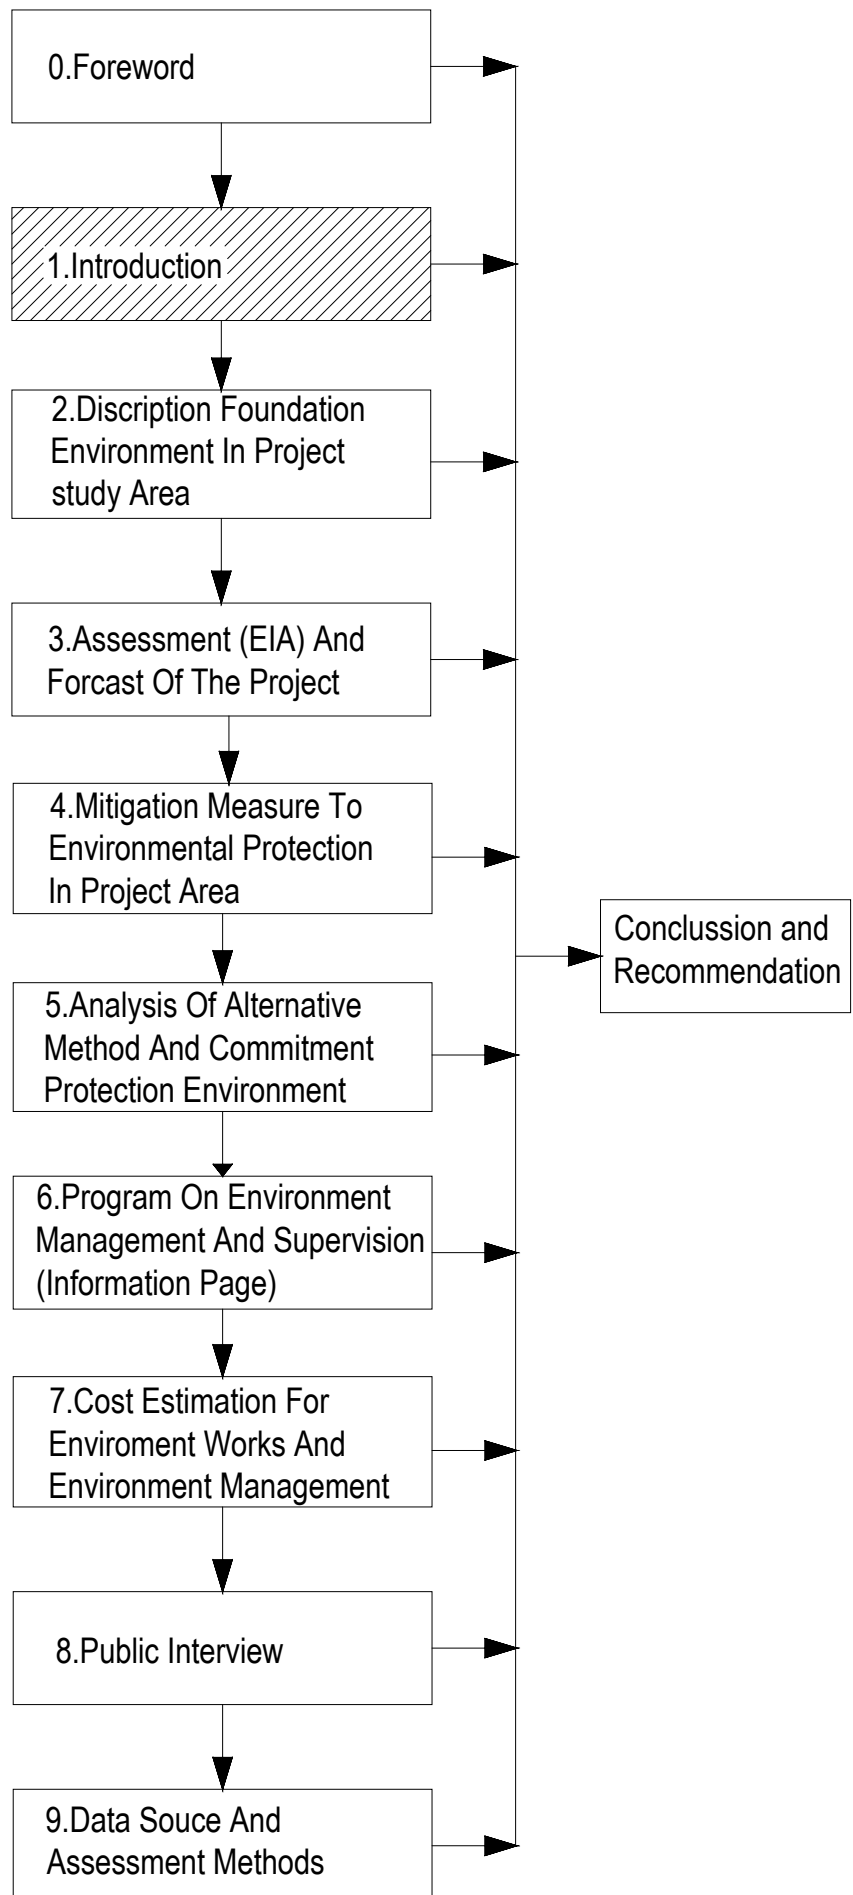 0.Foreword
1.Introduction
2.Discription Foundation
Environment In Project
study Area
3.Assessment (EIA) And
Forcast Of The Project
4.Mitigation Measure To
Environmental Protection
In Project Area
Conclussion and
Recommendation
5.Analysis Of Alternative
Method And Commitment
Protection Environment
6.Program On Environment
Management And Supervision
(Information Page)
7.Cost Estimation For
Enviroment Works And
Environment Management
8.Public Interview
9.Data Souce And
Assessment Methods